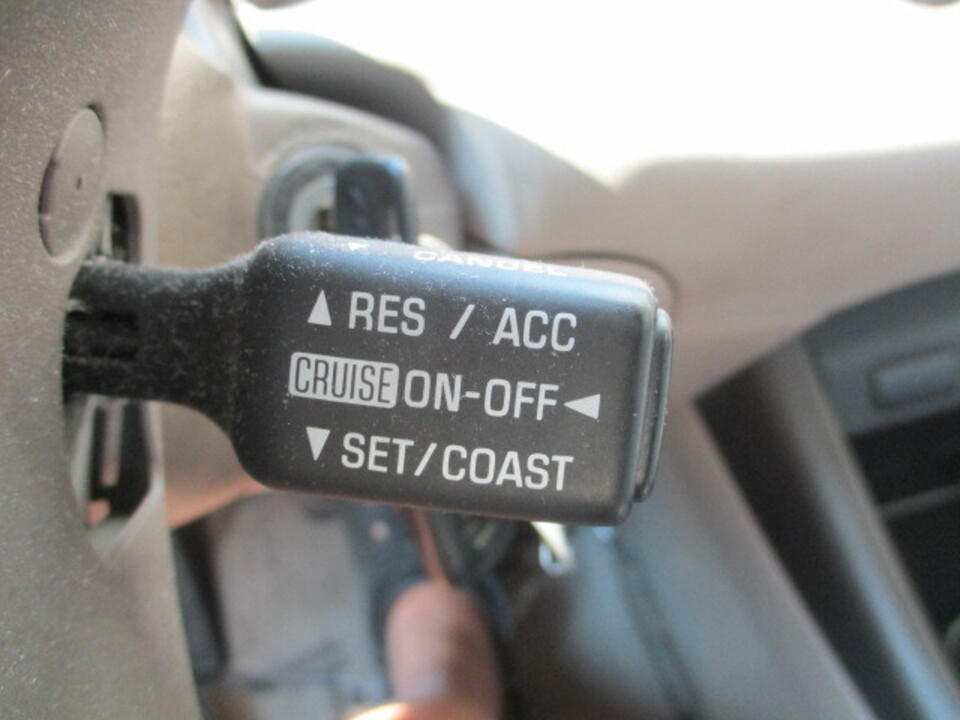 CANCEL
▲ RES / ACC
CRUISE ON-OFF ◄
▼ SET/COAST